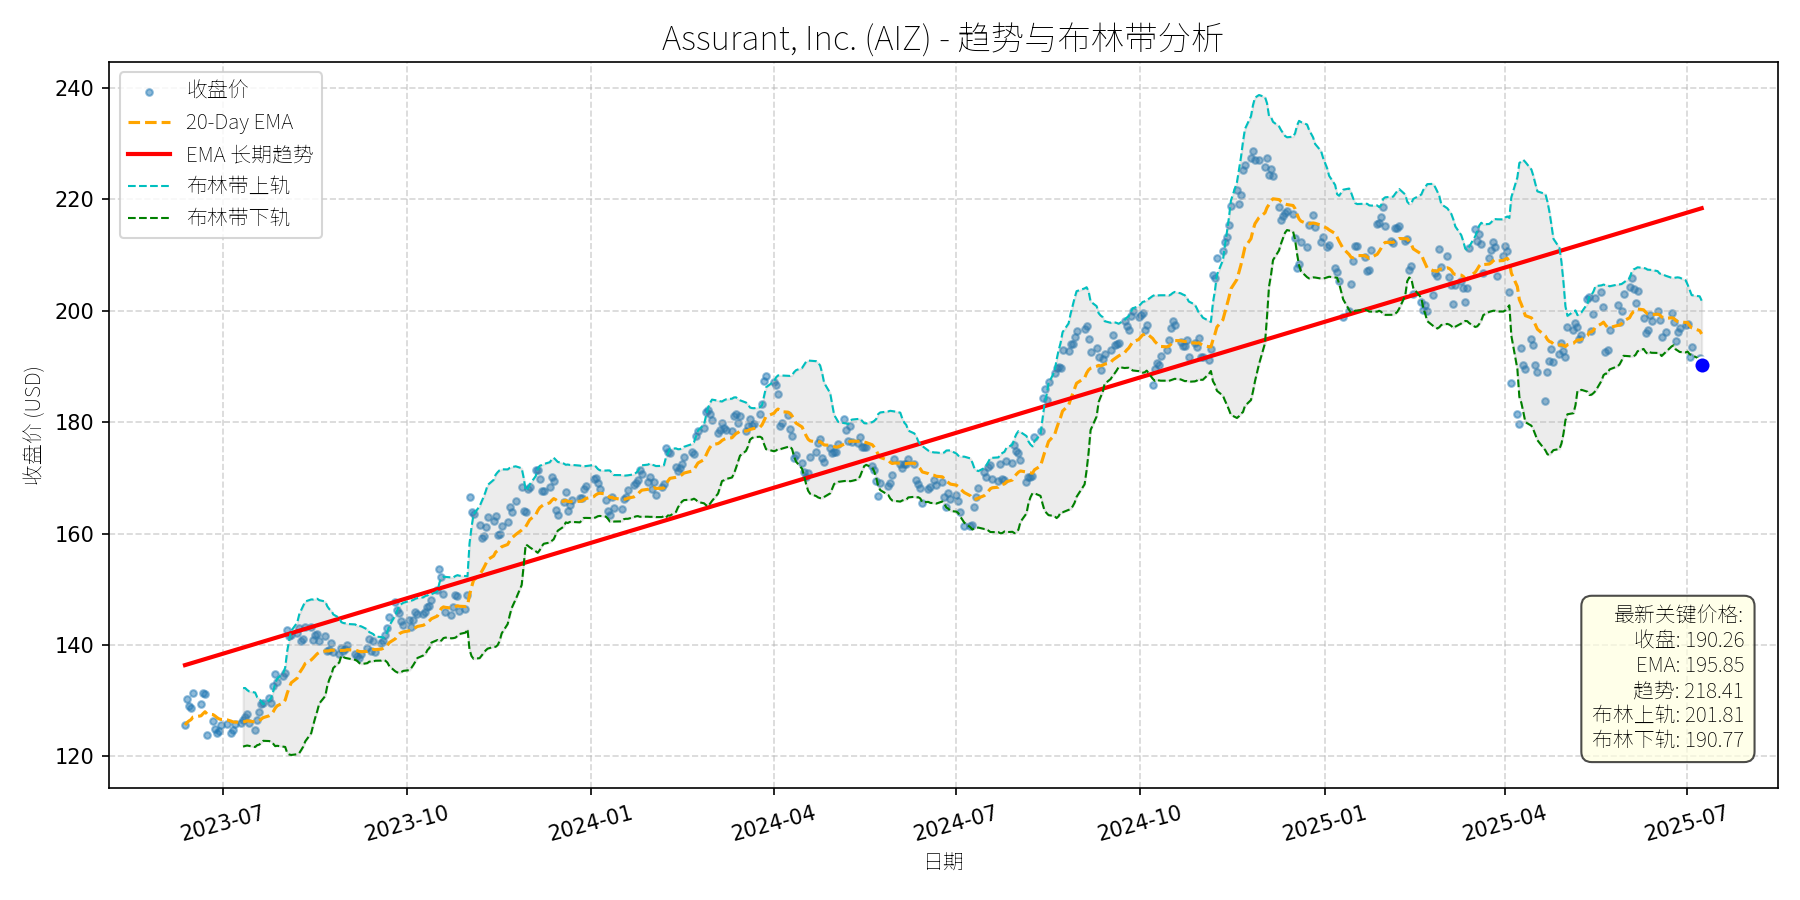 Assurant, Inc. (AIZ) - 趋势与布林带分析
收盘价
20-Day EMA
EMA 长期趋势
布林带上轨
布林带下轨
收盘价 (USD)
240
220
200
180
160
140
120
最新关键价格:
收盘: 190.26
EMA: 195.85
趋势: 218.41
布林上轨: 201.81
布林下轨: 190.77
2023-07
2023-10
2024-01
2024-04
2024-07
2024-10
2025-01
2025-04
2025-07
日期